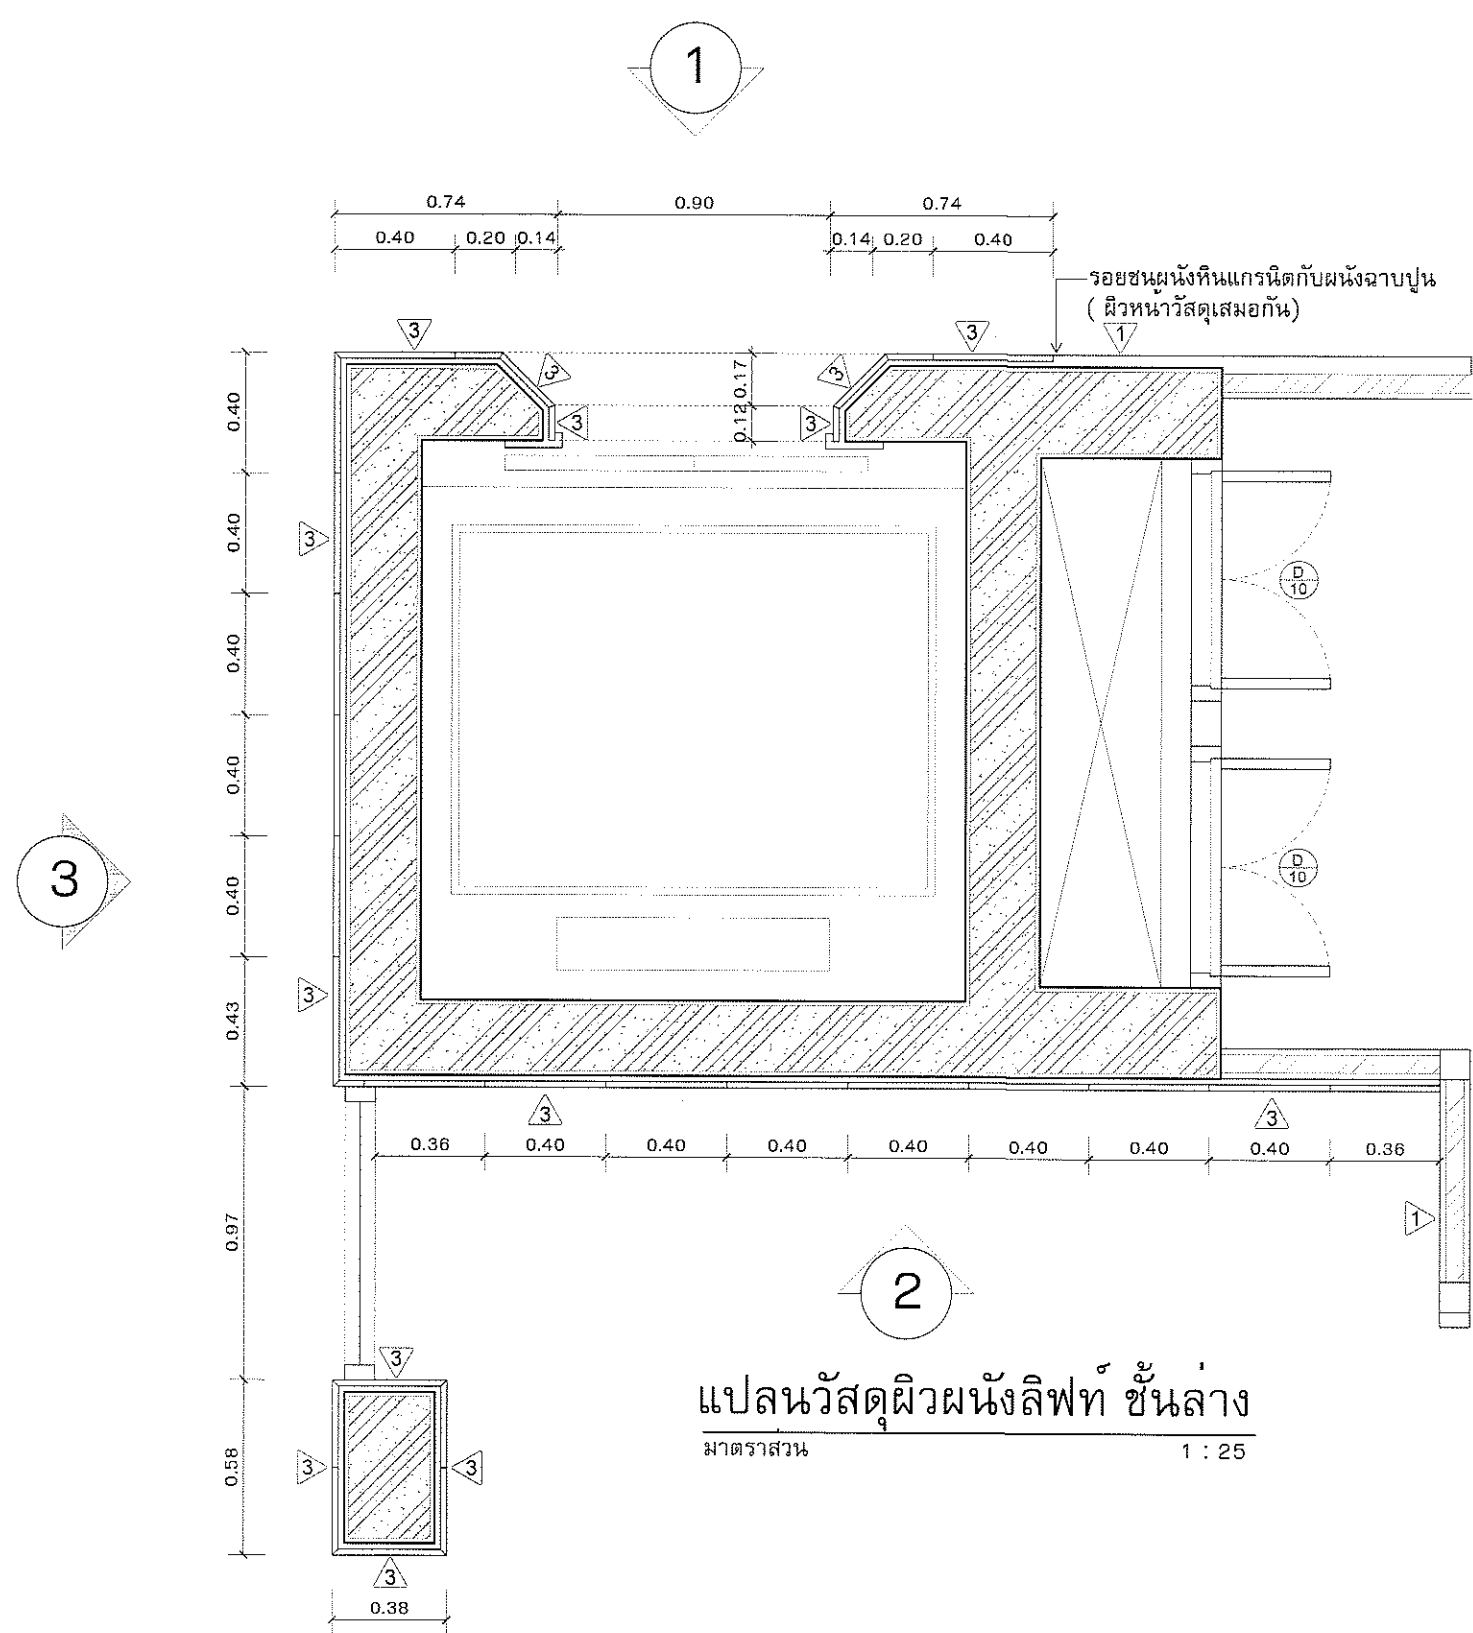 1
0.74 0.90 0.74
0.40 0.20 0.14 0.14 0.20 0.40
รอยชนผนังหินแกรนิตกับผนังฉาบปูน
( ผิวหน้าวัสดุเสมอกัน)
3 3 1
3 3
0.17
0.12
3 3
0.40
0.40
3
0.40
D
10
0.40
0.40
3
D
10
0.43
3
3 3
0.36 0.40 0.40 0.40 0.40 0.40 0.40 0.40 0.36
0.97
1
2
3
แปลนวัสดุผิวผนังลิฟท์ ชั้นล่าง
มาตราส่วน 1 : 25
0.58
3 3
3
0.38